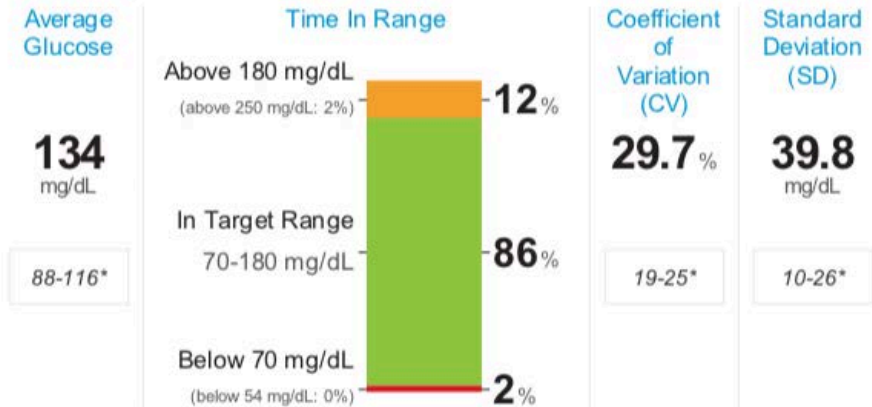 Average
Glucose
134
mg/dL
88-116*
Time In Range
Above 180 mg/dL
(above 250 mg/dL: 2%)
12%
In Target Range
70-180 mg/dL
86%
Below 70 mg/dL
(below 54 mg/dL: 0%)
2%
Coefficient
of
Variation
(CV)
29.7 %
19-25*
Standard
Deviation
(SD)
39.8
mg/dL
10-26*